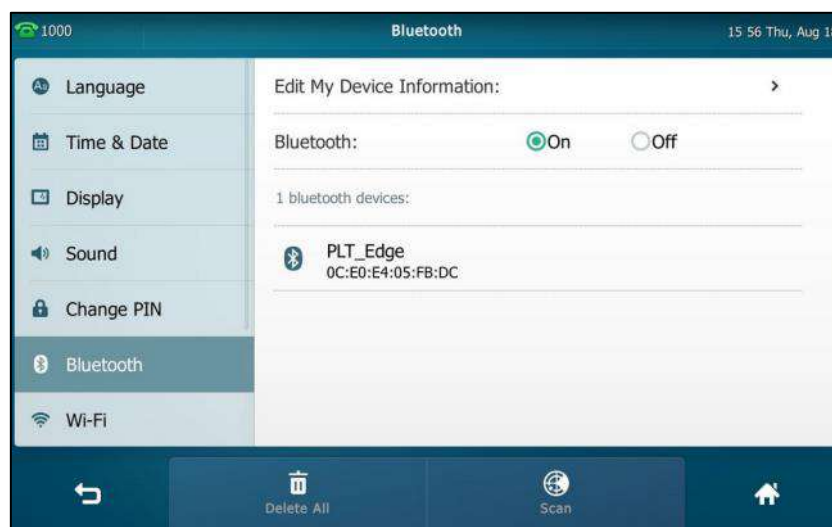 1000
Bluetooth
15 56 Thu, Aug 18
Language
Time & Date
Display
Sound
Change PIN
Bluetooth
Wi-Fi
Edit My Device Information:
Bluetooth: On Off
1 bluetooth devices:
PLT_Edge
0C:E0:E4:05:FB:DC
Delete All
Scan